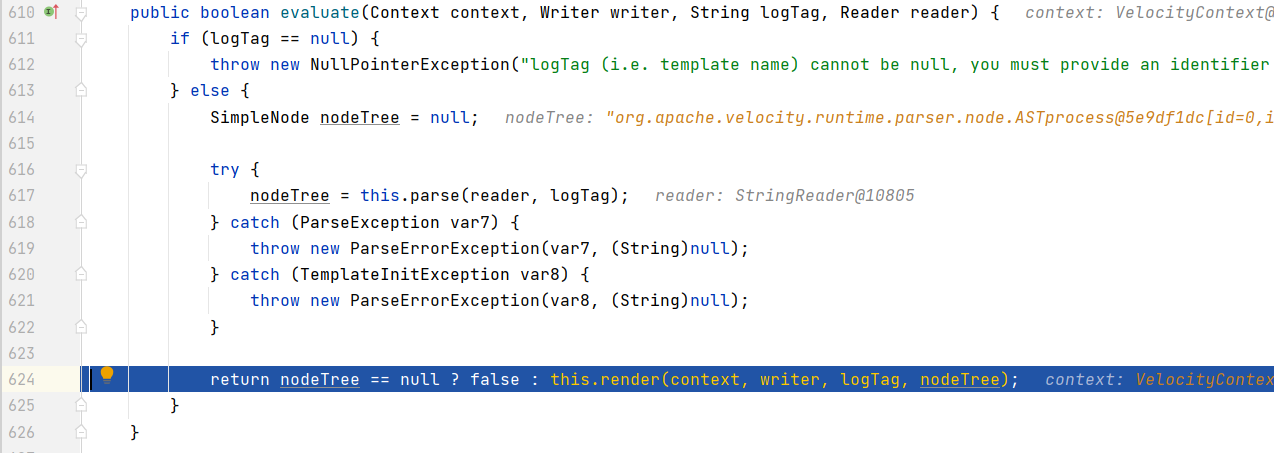 610 public boolean evaluate(Context context, Writer writer, String logTag, Reader reader) { context: VelocityContext@
611 if (logTag == null) {
612 throw new NullPointerException("logTag (i.e. template name) cannot be null, you must provide an identifier
613 } else {
614 SimpleNode nodeTree = null; nodeTree: "org.apache.velocity.runtime.parser.node.ASTprocess@5e9df1dc[id=0,i
615
616 try {
617 nodeTree = this.parse(reader, logTag); reader: StringReader@10805
618 } catch (ParseException var7) {
619 throw new ParseErrorException(var7, (String)null);
620 } catch (TemplateInitException var8) {
621 throw new ParseErrorException(var8, (String)null);
622 }
623
624 return nodeTree == null ? false : this.render(context, writer, logTag, nodeTree); context: VelocityContex
625 }
626 }